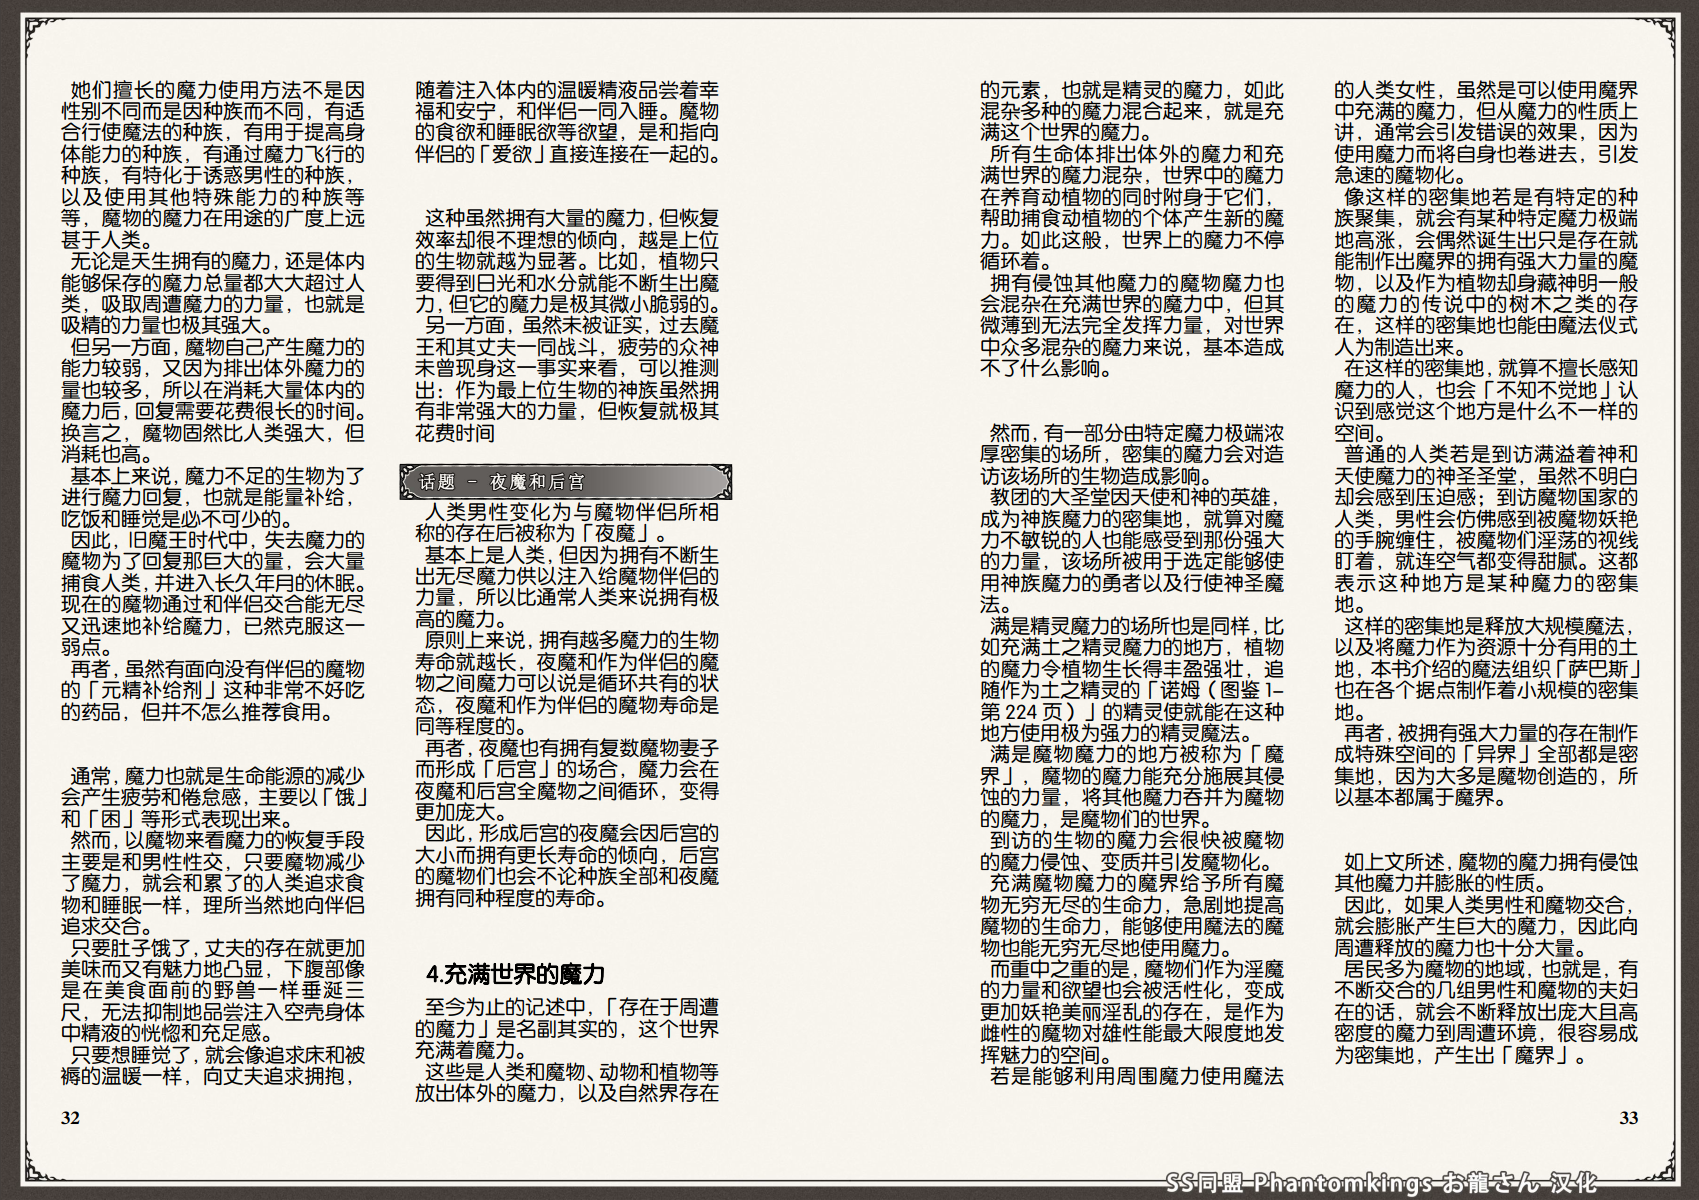 她们擅长的魔力使用方法不是因
性别不同而是因种族而不同，有适
合行使魔法的种族，有用于提高身
体能力的种族，有通过魔力飞行的
种族，有特化于诱惑男性的种族，
以及使用其他特殊能力的种族等
等，魔物的魔力在用途的广度上远
甚于人类。
无论是天生拥有的魔力，还是体内
能够保存的魔力总量都大大超过人
类，吸取周遭魔力的力量，也就是
吸精的力量也极其强大。
但另一方面，魔物自己产生魔力的
能力较弱，又因为排出体外魔力的
量也较多，所以在消耗大量体内的
魔力后，回复需要花费很长的时间。
换言之，魔物固然比人类强大，但
消耗也高。
基本上来说，魔力不足的生物为了
进行魔力回复，也就是能量补给，
吃饭和睡觉是必不可少的。
因此，旧魔王时代中，失去魔力的
魔物为了回复那巨大的量，会大量
捕食人类，并进入长久年月的休眠。
现在的魔物通过和伴侣交合能无尽
又迅速地补给魔力，已然克服这一
弱点。
再者，虽然有面向没有伴侣的魔物
的「元精补给剂」这种非常不好吃
的药品，但并不怎么推荐食用。
通常，魔力也就是生命能源的减少
会产生疲劳和倦怠感，主要以「饿」
和「困」等形式表现出来。
然而，以魔物来看魔力的恢复手段
主要是和男性性交，只要魔物减少
了魔力，就会和累了的人类追求食
物和睡眠一样，理所当然地向伴侣
追求交合。
只要肚子饿了，丈夫的存在就更加
美味而又有魅力地凸显，下腹部像
是在美食面前的野兽一样垂涎三
尺，无法抑制地品尝注入空壳身体
中精液的恍惚和充足感。
只要想睡觉了，就会像追求床和被
褥的温暖一样，向丈夫追求拥抱，
32
随着注入体内的温暖精液品尝着幸
福和安宁，和伴侣一同入睡。魔物
的食欲和睡眠欲等欲望，是和指向
伴侣的「爱欲」直接连接在一起的。
这种虽然拥有大量的魔力，但恢复
效率却很不理想的倾向，越是上位
的生物就越为显著。比如，植物只
要得到日光和水分就能不断生出魔
力，但它的魔力是极其微小脆弱的。
另一方面，虽然未被证实，过去魔
王和其丈夫一同战斗，疲劳的众神
未曾现身这一事实来看，可以推测
出：作为最上位生物的神族虽然拥
有非常强大的力量，但恢复就极其
花费时间
话题 - 夜魔和后宫
人类男性变化为与魔物伴侣所相
称的存在后被称为「夜魔」。
基本上是人类，但因为拥有不断生
出无尽魔力供以注入给魔物伴侣的
力量，所以比通常人类来说拥有极
高的魔力。
原则上来说，拥有越多魔力的生物
寿命就越长，夜魔和作为伴侣的魔
物之间魔力可以说是循环共有的状
态，夜魔和作为伴侣的魔物寿命是
同等程度的。
再者，夜魔也有拥有复数魔物妻子
而形成「后宫」的场合，魔力会在
夜魔和后宫全魔物之间循环，变得
更加庞大。
因此，形成后宫的夜魔会因后宫的
大小而拥有更长寿命的倾向，后宫
的魔物们也会不论种族全部和夜魔
拥有同种程度的寿命。
4.充满世界的魔力
至今为止的记述中，「存在于周遭
的魔力」是名副其实的，这个世界
充满着魔力。
这些是人类和魔物、动物和植物等
放出体外的魔力，以及自然界存在
的元素，也就是精灵的魔力，如此
混杂多种的魔力混合起来，就是充
满这个世界的魔力。
所有生命体排出体外的魔力和充
满世界的魔力混杂，世界中的魔力
在养育动植物的同时附身于它们，
帮助捕食动植物的个体产生新的魔
力。如此这般，世界上的魔力不停
循环着。
拥有侵蚀其他魔力的魔物魔力也
会混杂在充满世界的魔力中，但其
微薄到无法完全发挥力量，对世界
中众多混杂的魔力来说，基本造成
不了什么影响。
然而，有一部分由特定魔力极端浓
厚密集的场所，密集的魔力会对造
访该场所的生物造成影响。
教团的大圣堂因天使和神的英雄，
成为神族魔力的密集地，就算对魔
力不敏锐的人也能感受到那份强大
的力量，该场所被用于选定能够使
用神族魔力的勇者以及行使神圣魔
法。
满是精灵魔力的场所也是同样，比
如充满土之精灵魔力的地方，植物
的魔力令植物生长得丰盈强壮，追
随作为土之精灵的「诺姆（图鉴 I-
第 224 页）」的精灵使就能在这种
地方使用极为强力的精灵魔法。
满是魔物魔力的地方被称为「魔
界」，魔物的魔力能充分施展其侵
蚀的力量，将其他魔力吞并为魔物
的魔力，是魔物们的世界。
到访的生物的魔力会很快被魔物
的魔力侵蚀、变质并引发魔物化。
充满魔物魔力的魔界给予所有魔
物无穷无尽的生命力，急剧地提高
魔物的生命力，能够使用魔法的魔
物也能无穷无尽地使用魔力。
而重中之重的是，魔物们作为淫魔
的力量和欲望也会被活性化，变成
更加妖艳美丽淫乱的存在，是作为
雌性的魔物对雄性能最大限度地发
挥魅力的空间。
若是能够利用周围魔力使用魔法
的人类女性，虽然是可以使用魔界
中充满的魔力，但从魔力的性质上
讲，通常会引发错误的效果，因为
使用魔力而将自身也卷进去，引发
急速的魔物化。
像这样的密集地若是有特定的种
族聚集，就会有某种特定魔力极端
地高涨，会偶然诞生出只是存在就
能制作出魔界的拥有强大力量的魔
物，以及作为植物却身藏神明一般
的魔力的传说中的树木之类的存
在，这样的密集地也能由魔法仪式
人为制造出来。
在这样的密集地，就算不擅长感知
魔力的人，也会「不知不觉地」认
识到感觉这个地方是什么不一样的
空间。
普通的人类若是到访满溢着神和
天使魔力的神圣圣堂，虽然不明白
却会感到压迫感；到访魔物国家的
人类，男性会仿佛感到被魔物妖艳
的手腕缠住，被魔物们淫荡的视线
盯着，就连空气都变得甜腻。这都
表示这种地方是某种魔力的密集
地。
这样的密集地是释放大规模魔法，
以及将魔力作为资源十分有用的土
地，本书介绍的魔法组织「萨巴斯」
也在各个据点制作着小规模的密集
地。
再者，被拥有强大力量的存在制作
成特殊空间的「异界」全部都是密
集地，因为大多是魔物创造的，所
以基本都属于魔界。
如上文所述，魔物的魔力拥有侵蚀
其他魔力并膨胀的性质。
因此，如果人类男性和魔物交合，
就会膨胀产生巨大的魔力，因此向
周遭释放的魔力也十分大量。
居民多为魔物的地域，也就是，有
不断交合的几组男性和魔物的夫妇
在的话，就会不断释放出庞大且高
密度的魔力到周遭环境，很容易成
为密集地，产生出「魔界」。
33
SS同盟 Phantomkings お龍さん 汉化